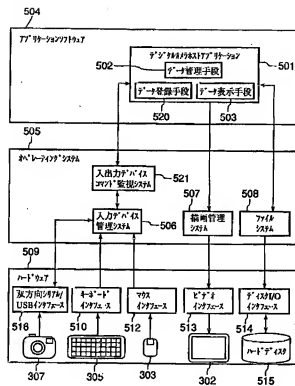 504
アプリケーションソフトウェア
デジタルカメラホストアプリケーション
502
データ管理手段
501
データ登録手段
データ表示手段
520
503
505
オペレーティングシステム
入出力デバイス
コマンド監視システム
521
507
508
入力デバイス
管理システム
506
描画管理
システム
ファイル
システム
509
ハードウェア
双方向シリアル/
USBインタフェース
キーボード
インタフェース
マウス
インタフェース
ビデオ
インタフェース
ディスクI/O
インタフェース
516
510
512
513
514
ハードディスク
307
305
303
302
515